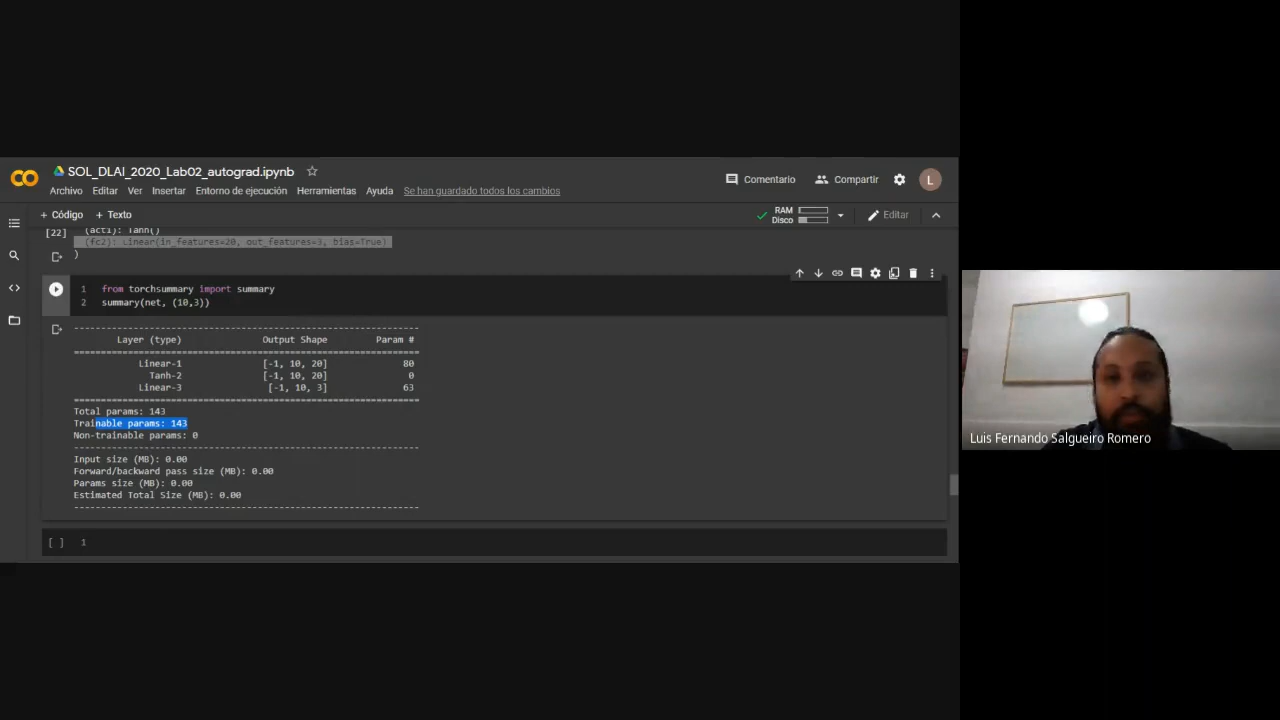 SOL_DLAI_2020_Lab02_autograd.ipynb
Archivo Editar Ver Insertar Entorno de ejecución Herramientas Ayuda Se han guardado todos los cambios
Comentario Compartir L
+ Código + Texto
RAM
Disco
Editar
[22] (act1): Tanh()
(fc2): Linear(in_features=20, out_features=3, bias=True)
)
1 from torchsummary import summary
2 summary(net, (10,3))
----------------------------------------------------------------
Layer (type) Output Shape Param #
================================================================
Linear-1 [-1, 10, 20] 80
Tanh-2 [-1, 10, 20] 0
Linear-3 [-1, 10, 3] 63
================================================================
Total params: 143
Trainable params: 143
Non-trainable params: 0
----------------------------------------------------------------
Input size (MB): 0.00
Forward/backward pass size (MB): 0.00
Params size (MB): 0.00
Estimated Total Size (MB): 0.00
----------------------------------------------------------------
[ ] 1
Luis Fernando Salgueiro Romero